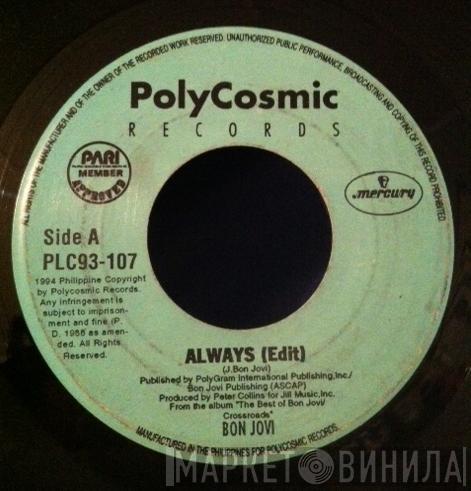 ALL RIGHTS OF THE MANUFACTURER AND OF THE OWNER OF THE RECORDED WORK RESERVED. UNAUTHORIZED PUBLIC PERFORMANCE, BROADCASTING AND COPYING OF THIS RECORD PROHIBITED
PolyCosmic
RECORDS
PARI
MEMBER
APPROVED
mercury
Side A
PLC93-107
1994 Philippine Copyright
by Polycosmic Records.
Any infringement is
subject to imprison-
ment and fine (P.
D. 1988 as amen-
ded. All Rights
Reserved.
ALWAYS (Edit)
(J.Bon Jovi)
Published by PolyGram International Publishing,Inc./
Bon Jovi Publishing (ASCAP)
Produced by Peter Collins for Jill Music,Inc.
From the album "The Best of Bon Jovi/
Crossroads"
BON JOVI
MANUFACTURED IN THE PHILIPPINES FOR POLYCOSMIC RECORDS.
МАРКЕТ ВИНИЛА